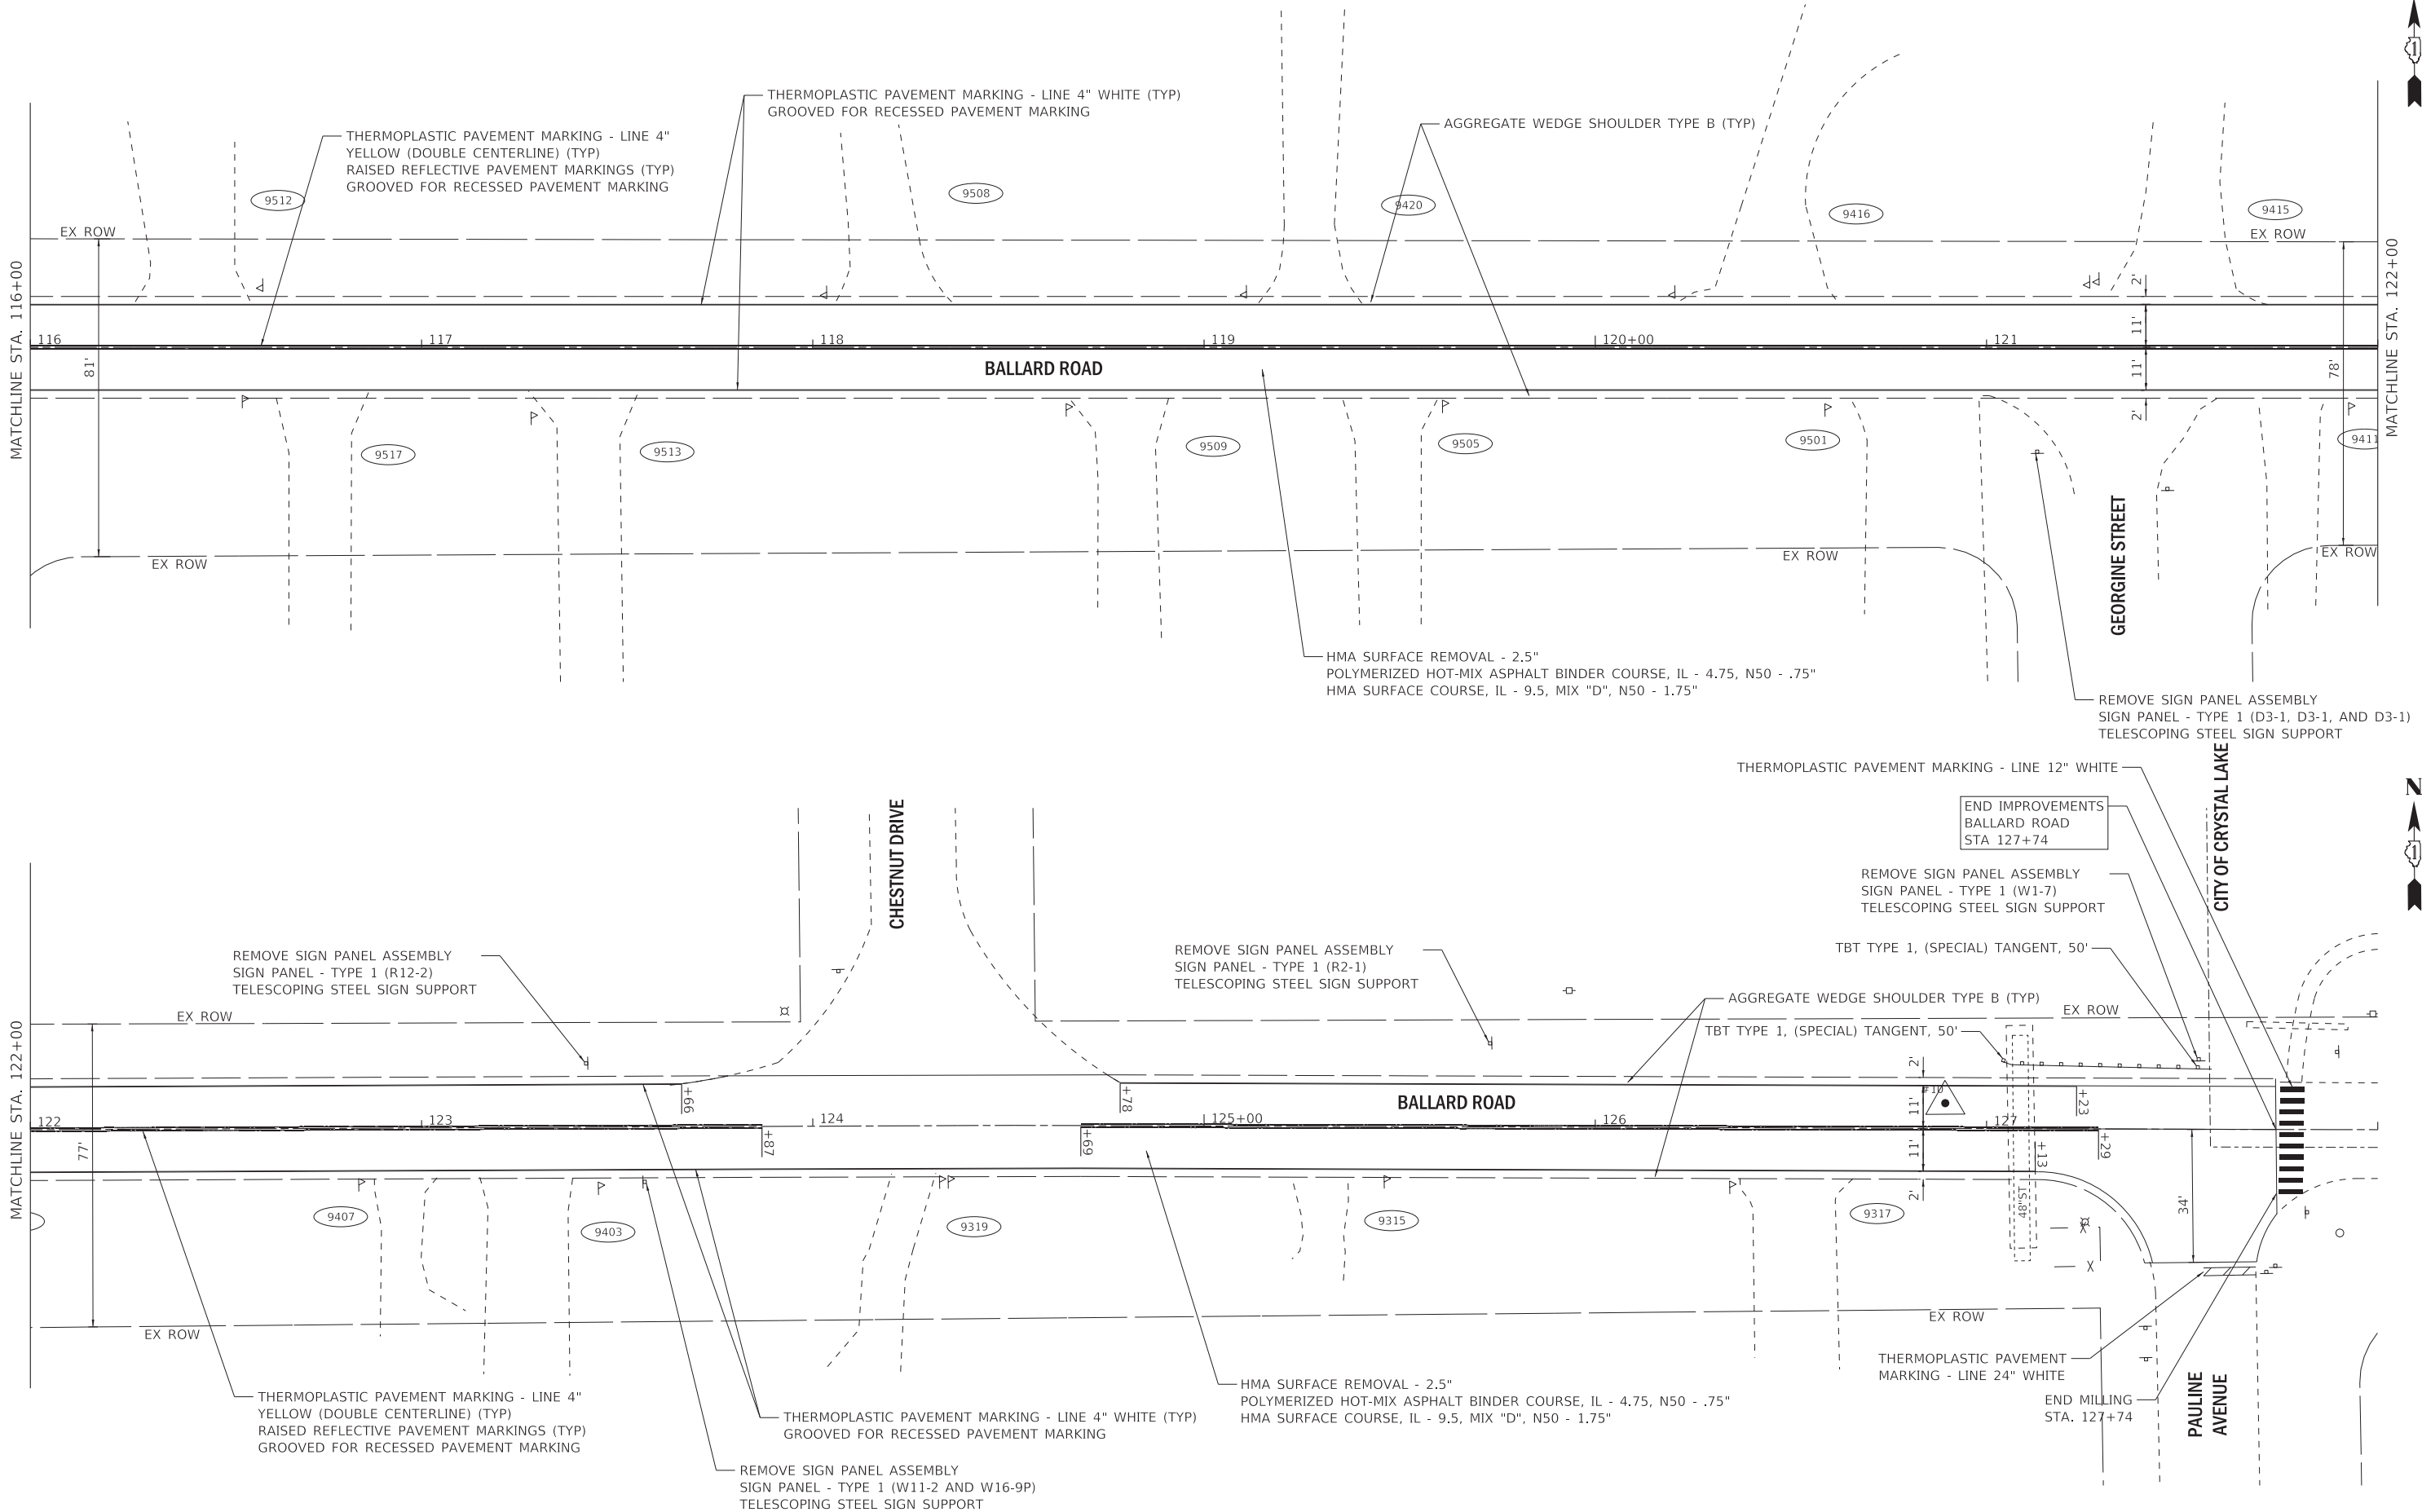 THERMOPLASTIC PAVEMENT MARKING - LINE 4" WHITE (TYP)
GROOVED FOR RECESSED PAVEMENT MARKING
THERMOPLASTIC PAVEMENT MARKING - LINE 4"
YELLOW (DOUBLE CENTERLINE) (TYP)
RAISED REFLECTIVE PAVEMENT MARKINGS (TYP)
GROOVED FOR RECESSED PAVEMENT MARKING
AGGREGATE WEDGE SHOULDER TYPE B (TYP)
1
9512
9508
9420
9416
9415
EX ROW
EX ROW
MATCHLINE STA. 116+00
MATCHLINE STA. 122+00
81'
78'
2'
11'
11'
2'
116
117
118
119
120+00
121
BALLARD ROAD
9517
9513
9509
9505
9501
9411
GEORGINE STREET
EX ROW
EX ROW
EX ROW
HMA SURFACE REMOVAL - 2.5"
POLYMERIZED HOT-MIX ASPHALT BINDER COURSE, IL - 4.75, N50 - .75"
HMA SURFACE COURSE, IL - 9.5, MIX "D", N50 - 1.75"
REMOVE SIGN PANEL ASSEMBLY
SIGN PANEL - TYPE 1 (D3-1, D3-1, AND D3-1)
TELESCOPING STEEL SIGN SUPPORT
THERMOPLASTIC PAVEMENT MARKING - LINE 12" WHITE
END IMPROVEMENTS
BALLARD ROAD
STA 127+74
CITY OF CRYSTAL LAKE
N
1
CHESTNUT DRIVE
REMOVE SIGN PANEL ASSEMBLY
SIGN PANEL - TYPE 1 (W1-7)
TELESCOPING STEEL SIGN SUPPORT
REMOVE SIGN PANEL ASSEMBLY
SIGN PANEL - TYPE 1 (R12-2)
TELESCOPING STEEL SIGN SUPPORT
REMOVE SIGN PANEL ASSEMBLY
SIGN PANEL - TYPE 1 (R2-1)
TELESCOPING STEEL SIGN SUPPORT
TBT TYPE 1, (SPECIAL) TANGENT, 50'
AGGREGATE WEDGE SHOULDER TYPE B (TYP)
EX ROW
EX ROW
TBT TYPE 1, (SPECIAL) TANGENT, 50'
MATCHLINE STA. 122+00
77'
2'
11'
11'
2'
#10
+66
+78
+23
BALLARD ROAD
122
123
124
125+00
126
127
+87
+69
+13
+29
34'
48"ST
9407
9403
9319
9315
9317
X
X
EX ROW
EX ROW
THERMOPLASTIC PAVEMENT
MARKING - LINE 24" WHITE
END MILLING
STA. 127+74
PAULINE
AVENUE
THERMOPLASTIC PAVEMENT MARKING - LINE 4"
YELLOW (DOUBLE CENTERLINE) (TYP)
RAISED REFLECTIVE PAVEMENT MARKINGS (TYP)
GROOVED FOR RECESSED PAVEMENT MARKING
THERMOPLASTIC PAVEMENT MARKING - LINE 4" WHITE (TYP)
GROOVED FOR RECESSED PAVEMENT MARKING
HMA SURFACE REMOVAL - 2.5"
POLYMERIZED HOT-MIX ASPHALT BINDER COURSE, IL - 4.75, N50 - .75"
HMA SURFACE COURSE, IL - 9.5, MIX "D", N50 - 1.75"
REMOVE SIGN PANEL ASSEMBLY
SIGN PANEL - TYPE 1 (W11-2 AND W16-9P)
TELESCOPING STEEL SIGN SUPPORT